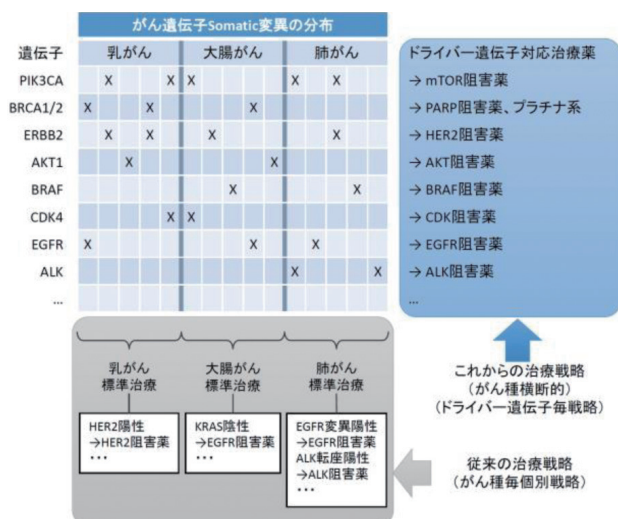 がん遺伝子Somatic変異の分布
遺伝子 乳がん 大腸がん 肺がん
PIK3CA X X X X X
BRCA1/2 X X X
ERBB2 X X X X
AKT1 X X
BRAF X X
CDK4 X X
EGFR X X X
ALK X X
...
ドライバー遺伝子対応治療薬
→ mTOR阻害薬
→ PARP阻害薬、プラチナ系
→ HER2阻害薬
→ AKT阻害薬
→ BRAF阻害薬
→ CDK阻害薬
→ EGFR阻害薬
→ ALK阻害薬
...
乳がん
標準治療
大腸がん
標準治療
肺がん
標準治療
HER2陽性
→HER2阻害薬
・・・
KRAS陰性
→EGFR阻害薬
・・・
EGFR変異陽性
→EGFR阻害薬
ALK転座陽性
→ALK阻害薬
・・・
これからの治療戦略
(がん種横断的)
(ドライバー遺伝子毎戦略)
従来の治療戦略
(がん種毎個別戦略)